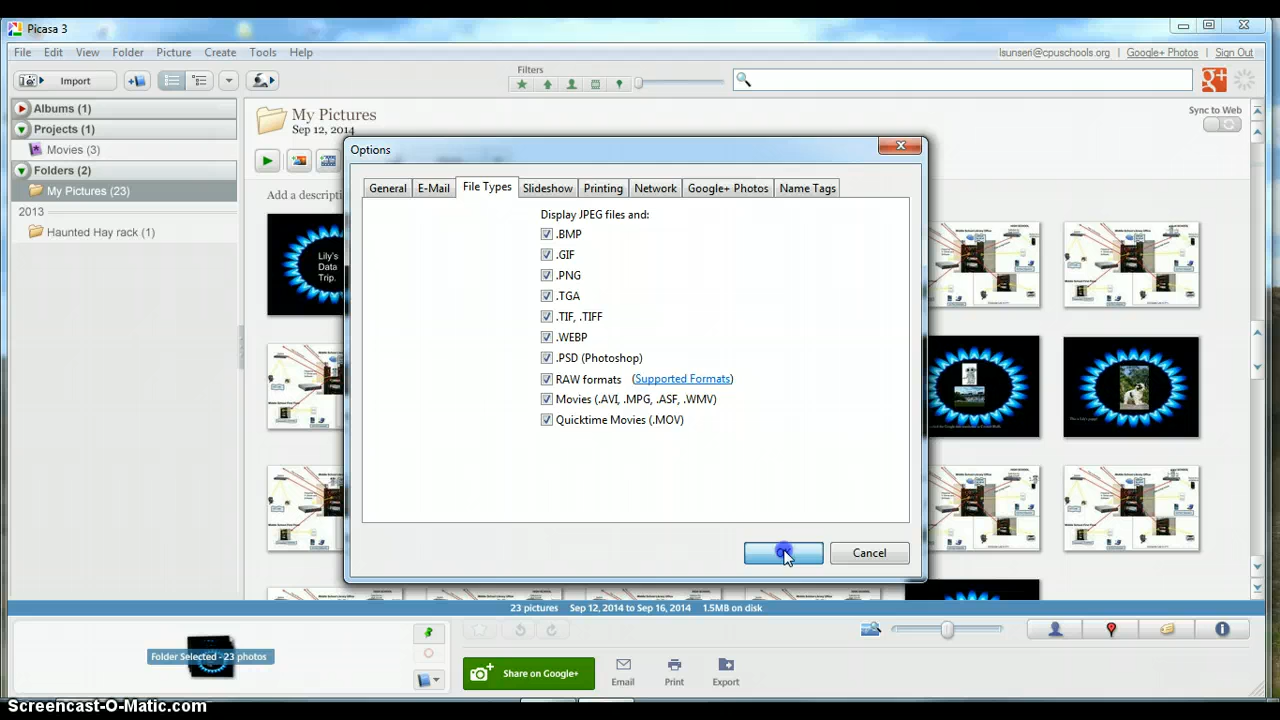 Picasa 3
File Edit View Folder Picture Create Tools Help
lsunseri@cpuschools.org Google+ Photos Sign Out
Import
Filters
Albums (1)
Projects (1)
Movies (3)
Folders (2)
My Pictures (23)
2013
Haunted Hay rack (1)
My Pictures
Sep 12, 2014
Sync to Web
Add a descripti
Lily's
Data
Trip.
Options
General E-Mail File Types Slideshow Printing Network Google+ Photos Name Tags
Display JPEG files and:
.BMP
.GIF
.PNG
.TGA
.TIF, .TIFF
.WEBP
.PSD (Photoshop)
RAW formats (Supported Formats)
Movies (.AVI, .MPG, .ASF, .WMV)
Quicktime Movies (.MOV)
Cancel
23 pictures Sep 12, 2014 to Sep 16, 2014 1.5MB on disk
Folder Selected - 23 photos
Share on Google+
Email
Print
Export
Screencast-O-Matic.com